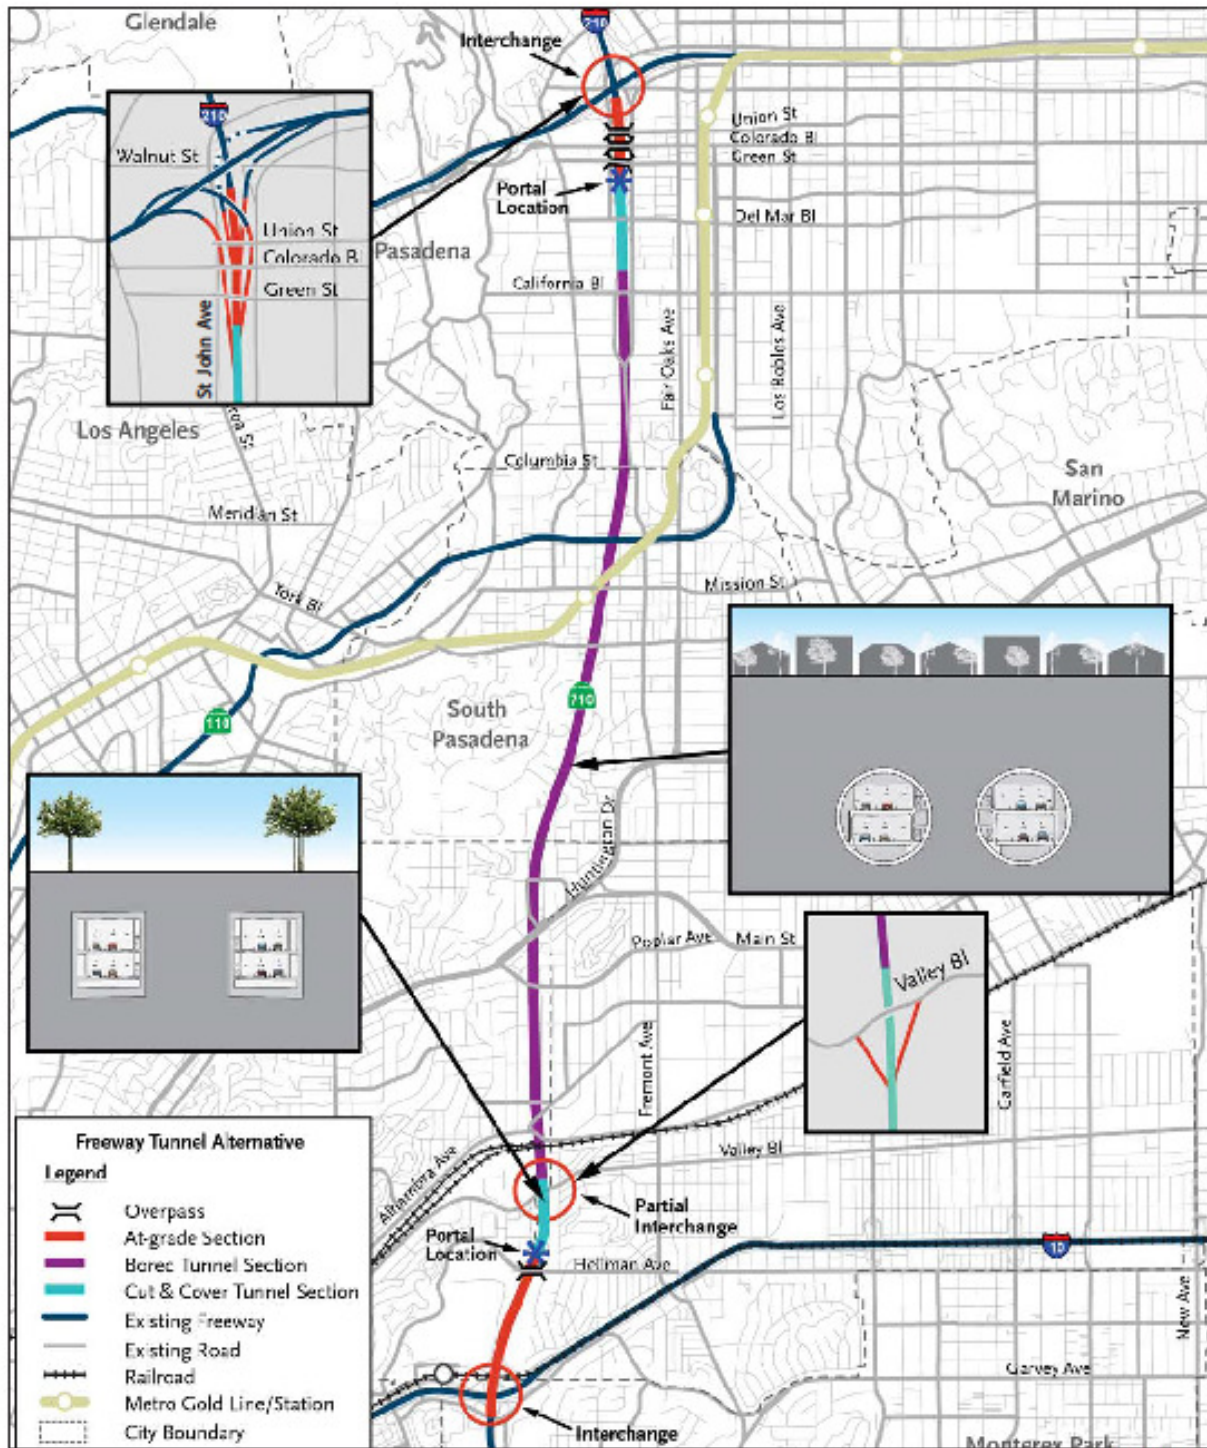 Glendale
210
Interchange
210
Walnut St
Union St
Colorado Bl
Green St
St John Ave
Portal
Location
Union St
Colorado Bl
Green St
Del Mar Bl
Pasadena
California Bl
Fair Oaks Ave
Los Robles Ave
Los Angeles
Columbia St
San
Marino
Meridian St
York Bl
Mission St
South
Pasadena
710
110
Huntington Dr
Poplar Ave
Main St
Valley Bl
Fremont Ave
Garfield Ave
Alhambra Ave
Valley Bl
Partial
Interchange
Portal
Location
Hellman Ave
10
New Ave
Garvey Ave
Interchange
Monterey Park
Freeway Tunnel Alternative
Legend
Overpass
At-grade Section
Bored Tunnel Section
Cut & Cover Tunnel Section
Existing Freeway
Existing Road
Railroad
Metro Gold Line/Station
City Boundary